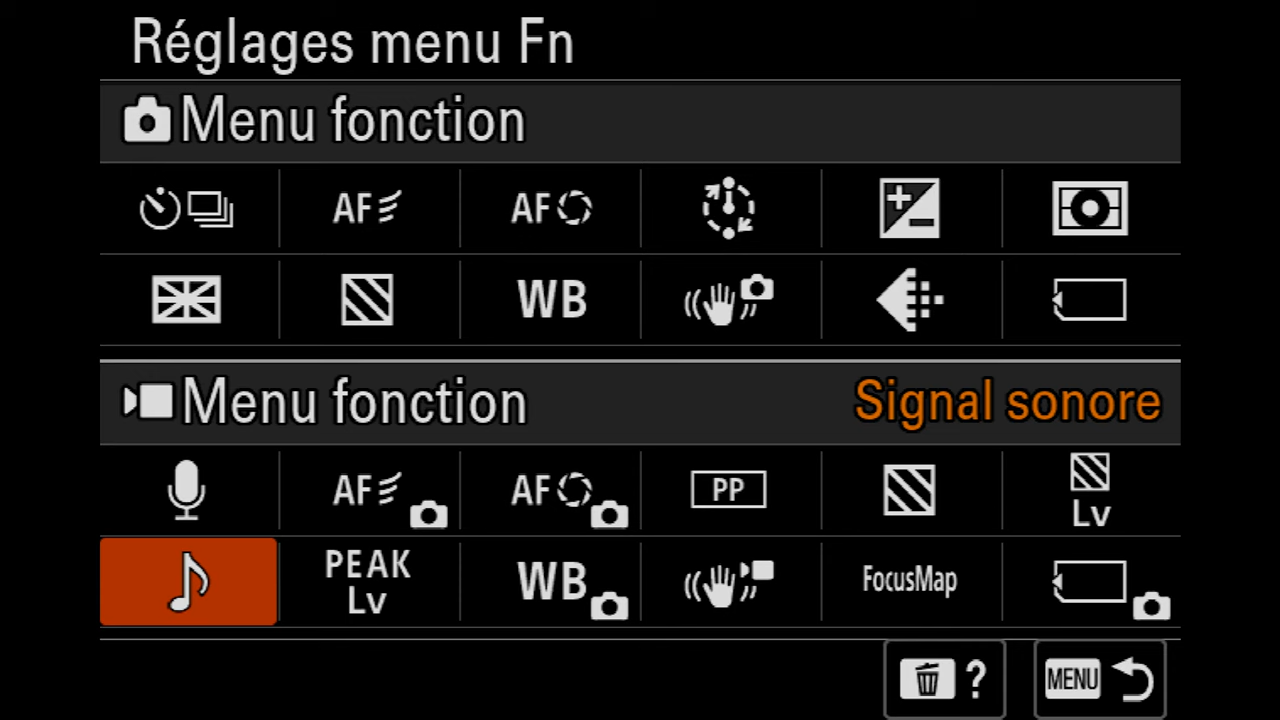 Réglages menu Fn
Menu fonction
AF AF
WB
Menu fonction Signal sonore
AF AF PP Lv
PEAK Lv WB FocusMap
? MENU